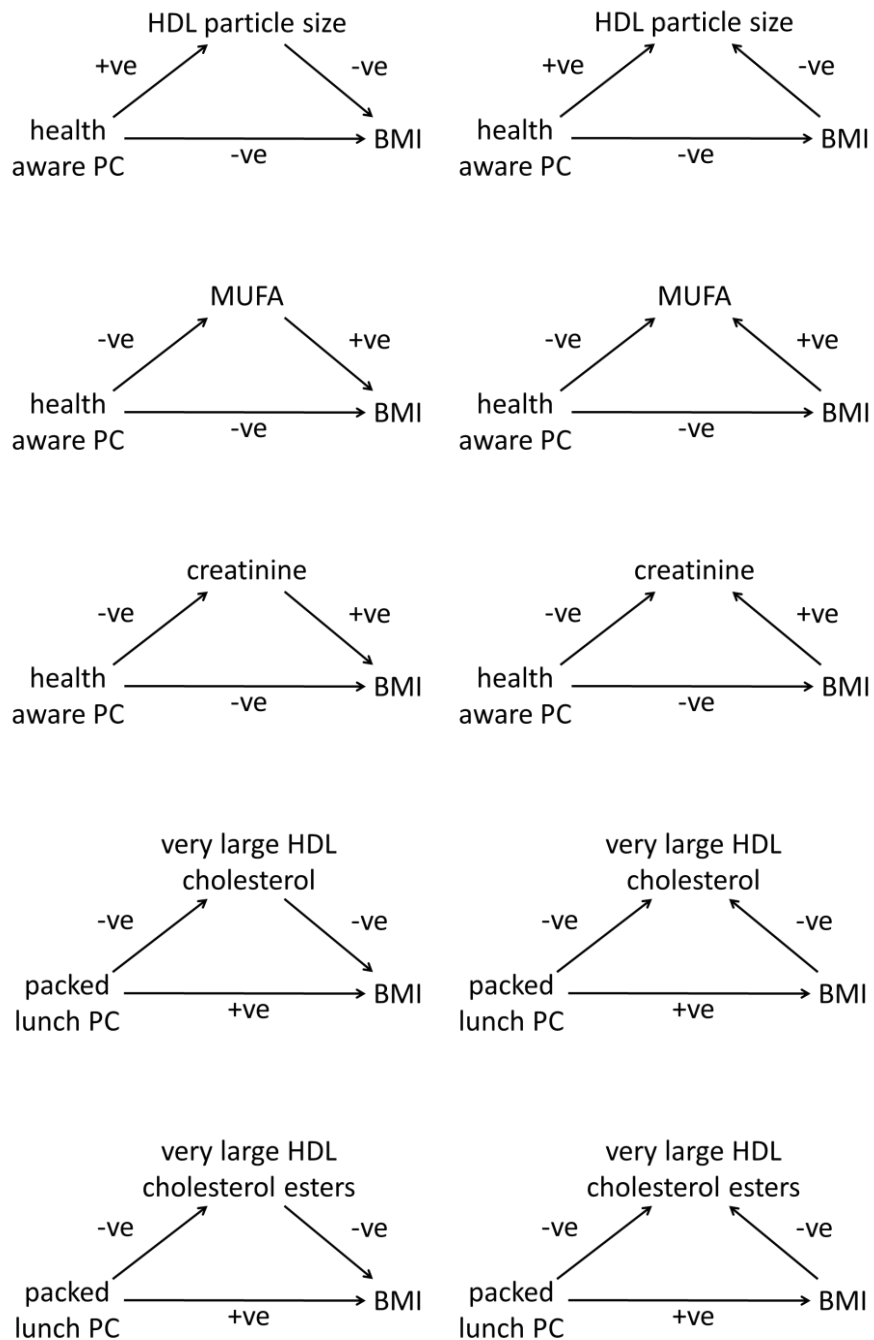 HDL particle size
HDL particle size
+ve
-ve
+ve
-ve
health
aware PC
-ve
BMI
health
aware PC
-ve
BMI
MUFA
MUFA
-ve
+ve
-ve
+ve
health
aware PC
-ve
BMI
health
aware PC
-ve
BMI
creatinine
creatinine
-ve
+ve
-ve
+ve
health
aware PC
-ve
BMI
health
aware PC
-ve
BMI
very large HDL
cholesterol
very large HDL
cholesterol
-ve
-ve
-ve
-ve
packed
lunch PC
+ve
BMI
packed
lunch PC
+ve
BMI
very large HDL
cholesterol esters
very large HDL
cholesterol esters
-ve
-ve
-ve
-ve
packed
lunch PC
+ve
BMI
packed
lunch PC
+ve
BMI